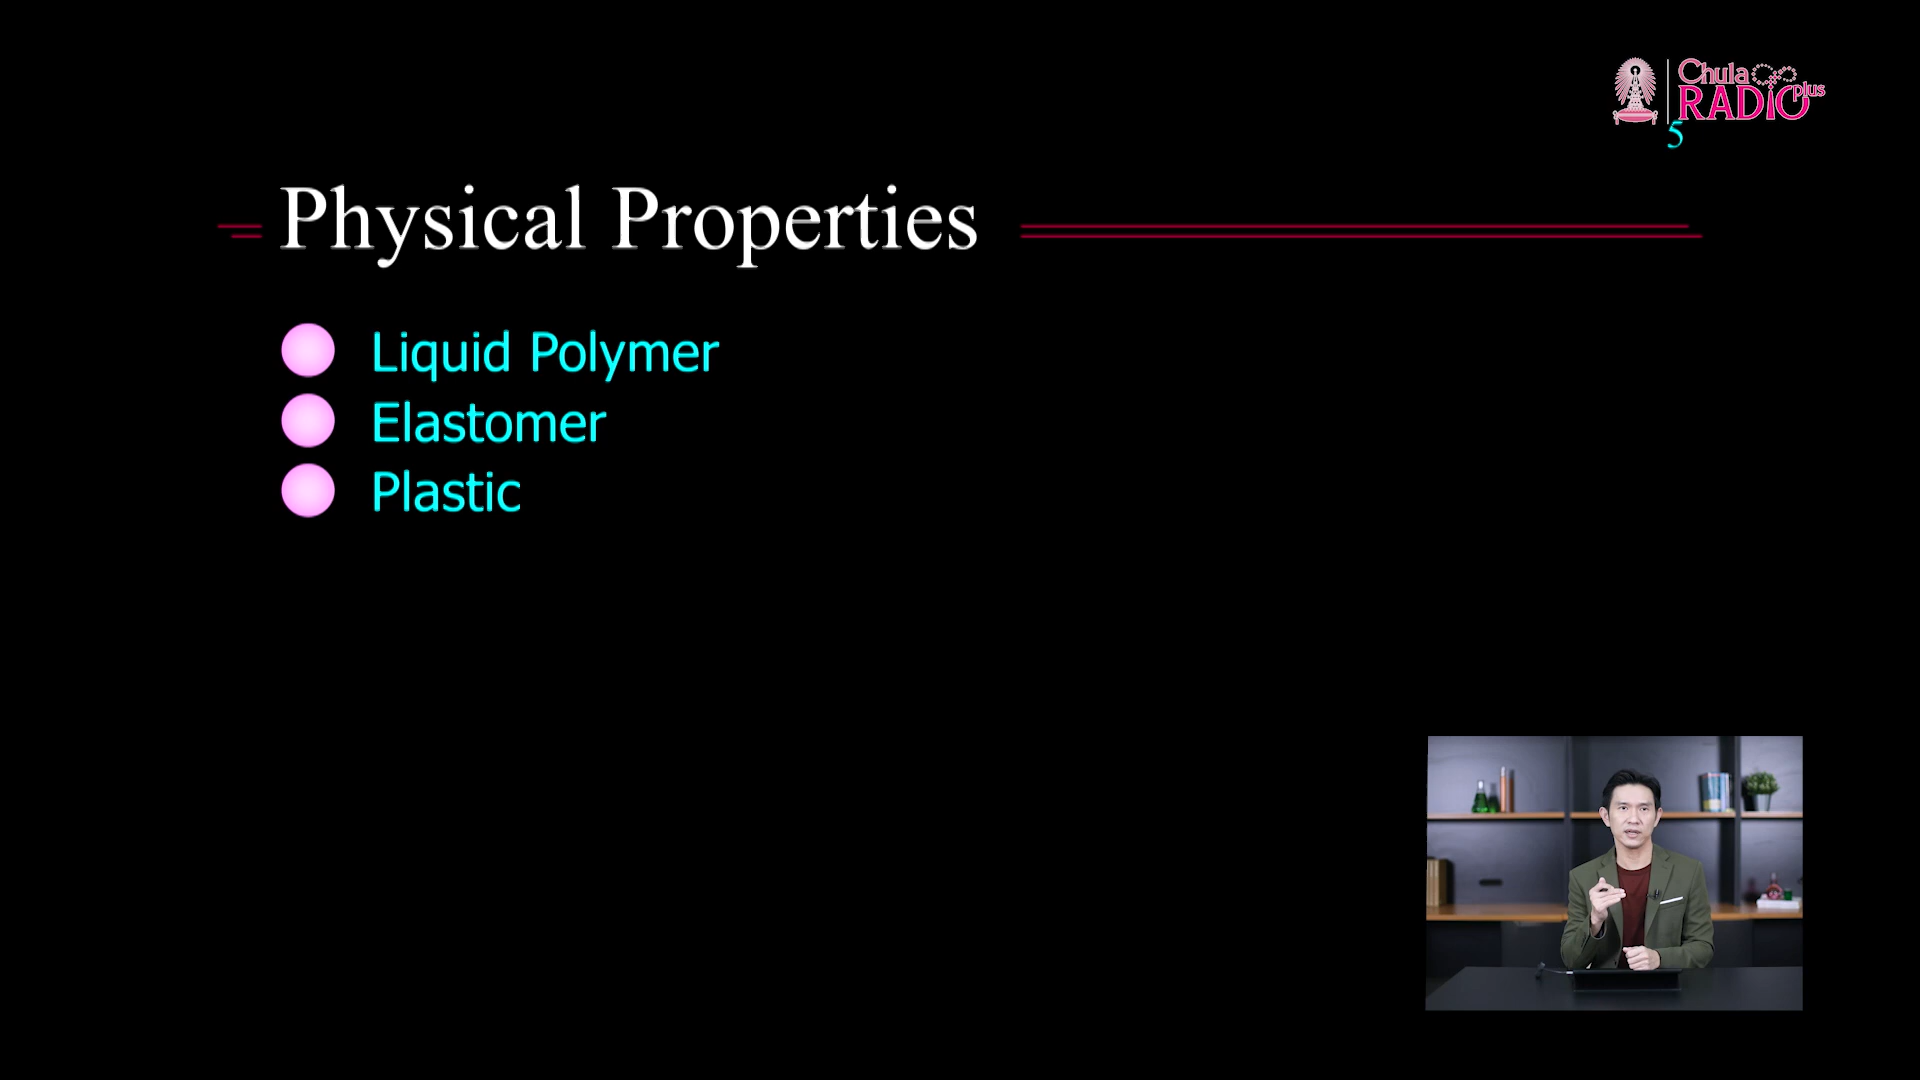 Chula
RADIO plus
5
Physical Properties
Liquid Polymer
Elastomer
Plastic